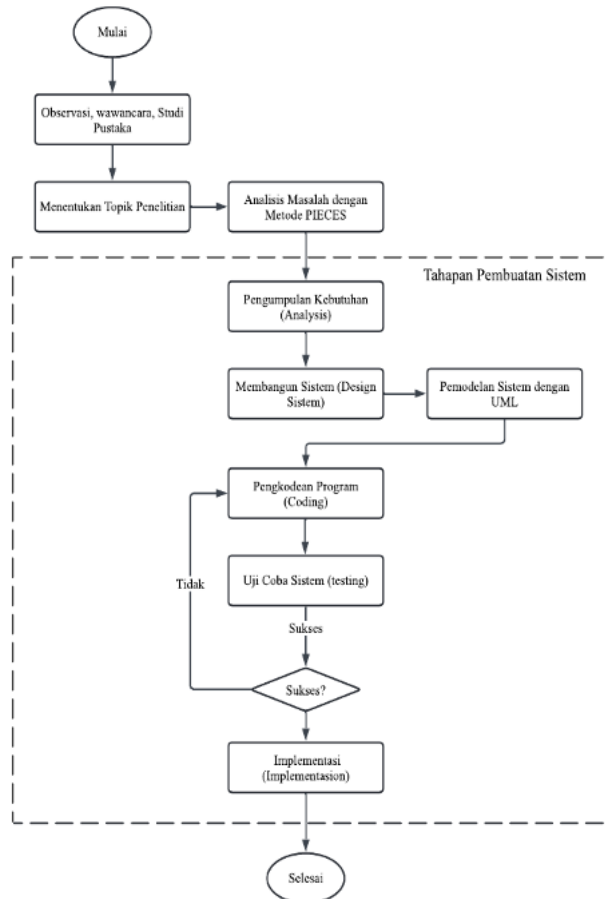 Mulai
Observasi, wawancara, Studi
Pustaka
Menentukan Topik Penelitian
Analisis Masalah dengan
Metode PIECES
Tahapan Pembuatan Sistem
Pengumpulan Kebutuhan
(Analysis)
Membangun Sistem (Design
Sistem)
Pemodelan Sistem dengan
UML
Pengkodean Program
(Coding)
Tidak
Uji Coba Sistem (testing)
Sukses
Sukses?
Implementasi
(Implementasion)
Selesai